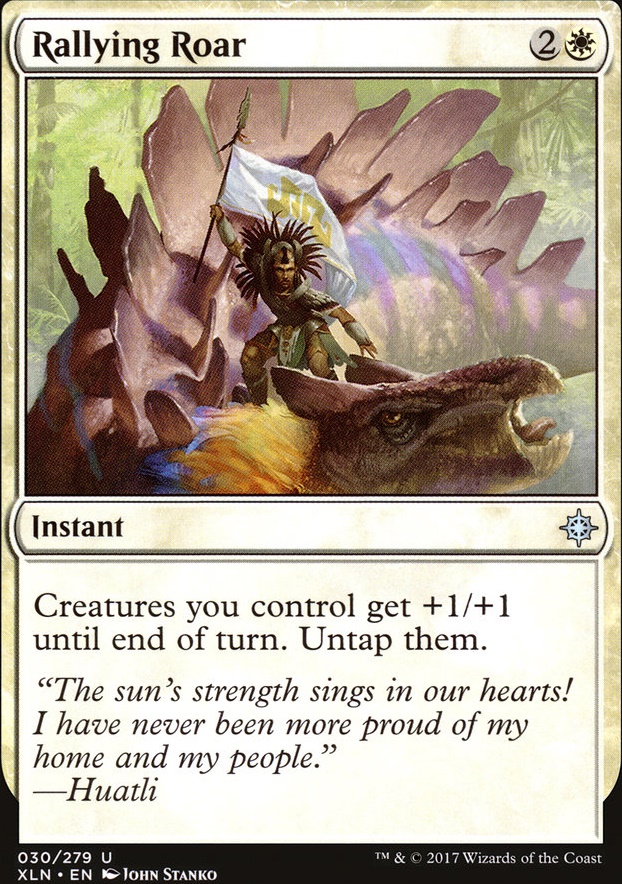 Rallying Roar 2
Instant
Creatures you control get +1/+1
until end of turn. Untap them.
“The sun’s strength sings in our hearts!
I have never been more proud of my
home and my people.”
—Huatli
030/279 U
XLN • EN John Stanko
™ & © 2017 Wizards of the Coast